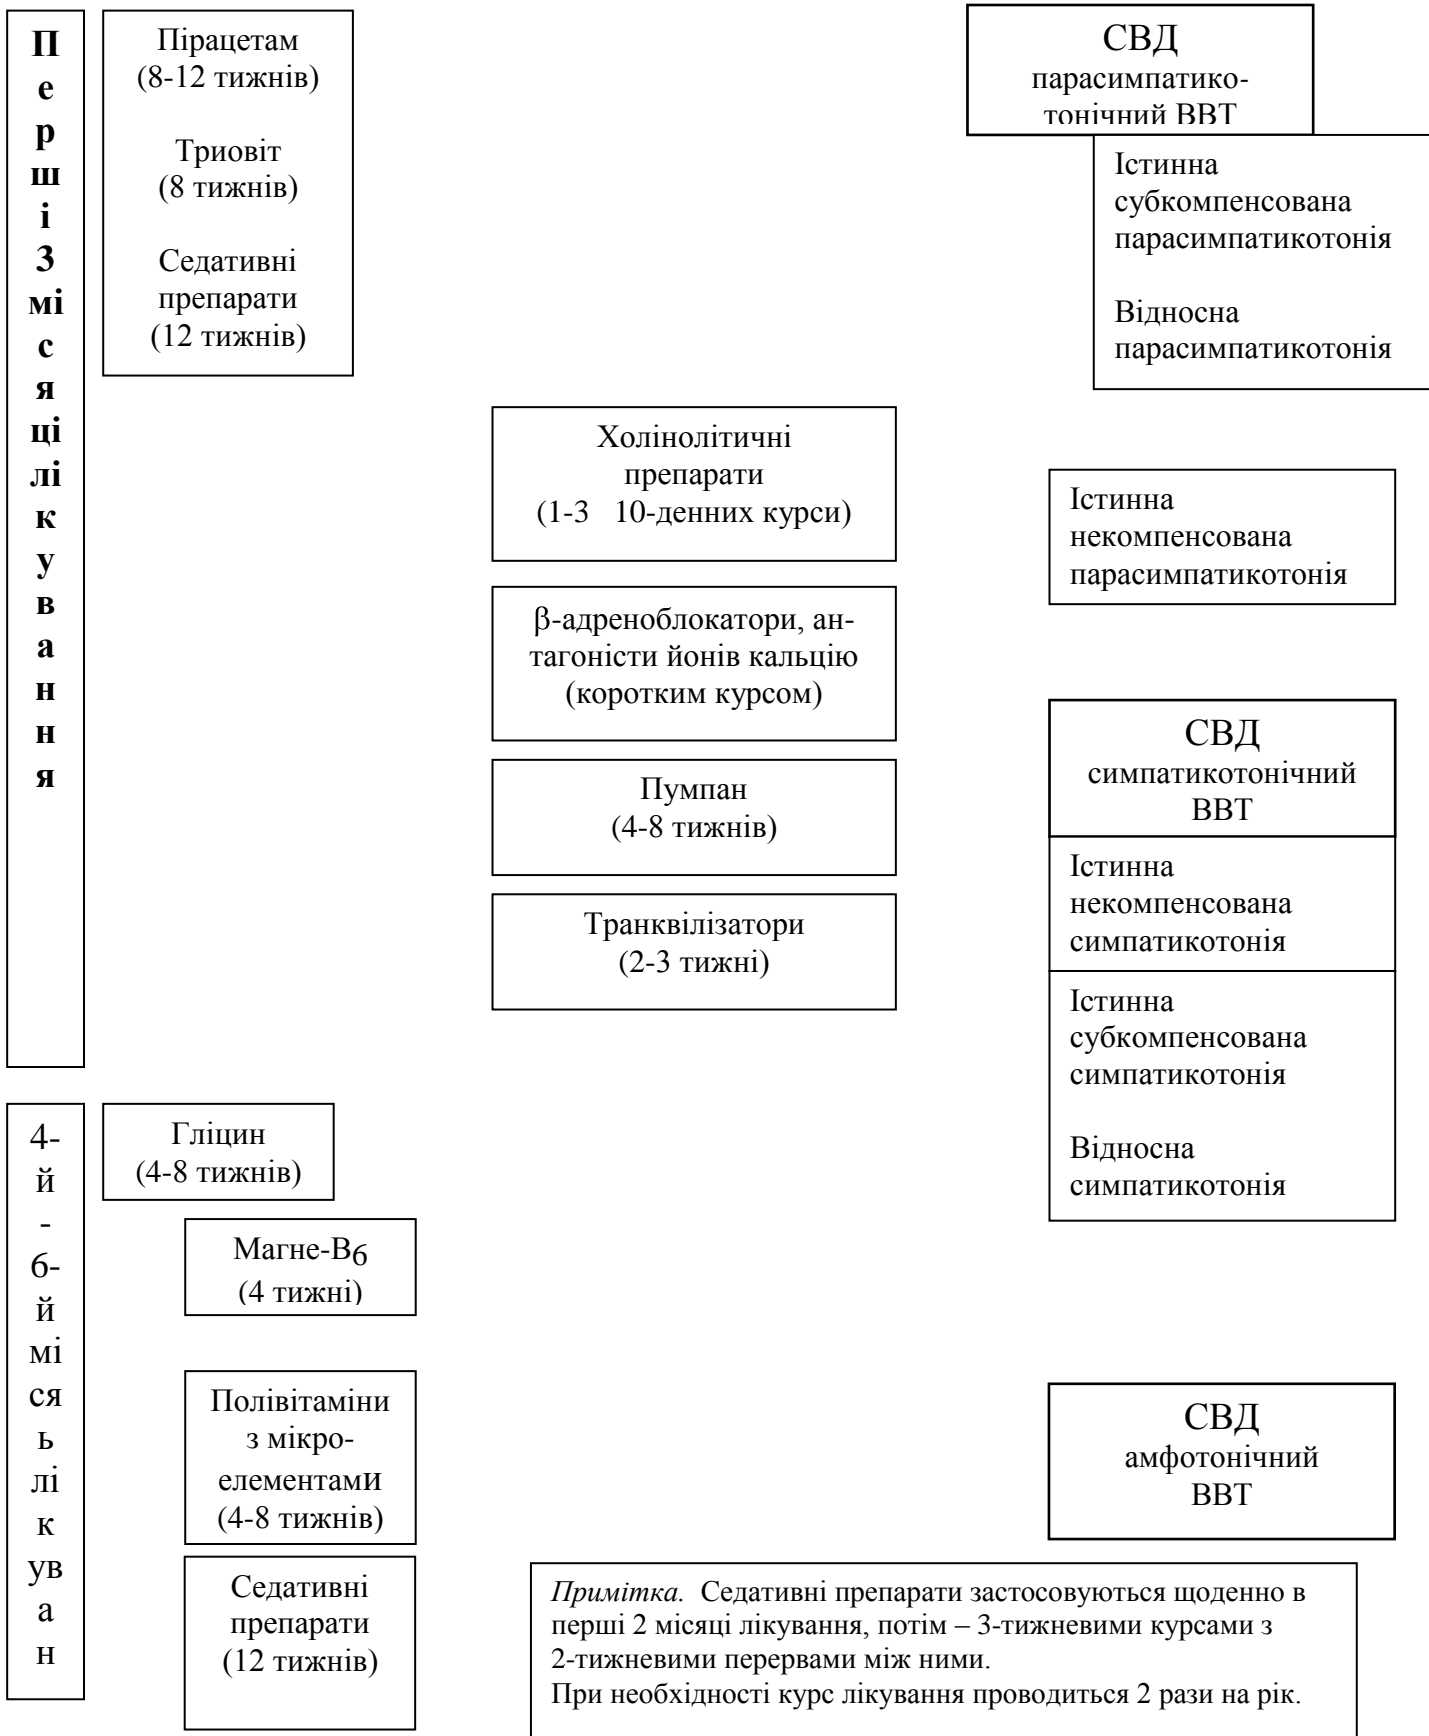 П
е
р
ш
і
3
мі
с
я
ці
лі
к
у
в
а
н
н
я
Пірацетам
(8-12 тижнів)
Триовіт
(8 тижнів)
Седативні
препарати
(12 тижнів)
СВД
парасимпатико-
тонічний ВВТ
Істинна
субкомпенсована
парасимпатикотонія
Відносна
парасимпатикотонія
Холінолітичні
препарати
(1-3 10-денних курси)
Істинна
некомпенсована
парасимпатикотонія
β-адреноблокатори, ан-
тагоністи йонів кальцію
(коротким курсом)
СВД
симпатикотонічний
ВВТ
Пумпан
(4-8 тижнів)
Істинна
некомпенсована
симпатикотонія
Транквілізатори
(2-3 тижні)
Істинна
субкомпенсована
симпатикотонія
Відносна
симпатикотонія
4-
й
-
6-
й
мі
ся
ь
лі
к
ув
а
н
Гліцин
(4-8 тижнів)
Магне-В6
(4 тижні)
Полівітаміни
з мікро-
елементами
(4-8 тижнів)
СВД
амфотонічний
ВВТ
Седативні
препарати
(12 тижнів)
Примітка. Седативні препарати застосовуються щоденно в
перші 2 місяці лікування, потім – 3-тижневими курсами з
2-тижневими перервами між ними.
При необхідності курс лікування проводиться 2 рази на рік.